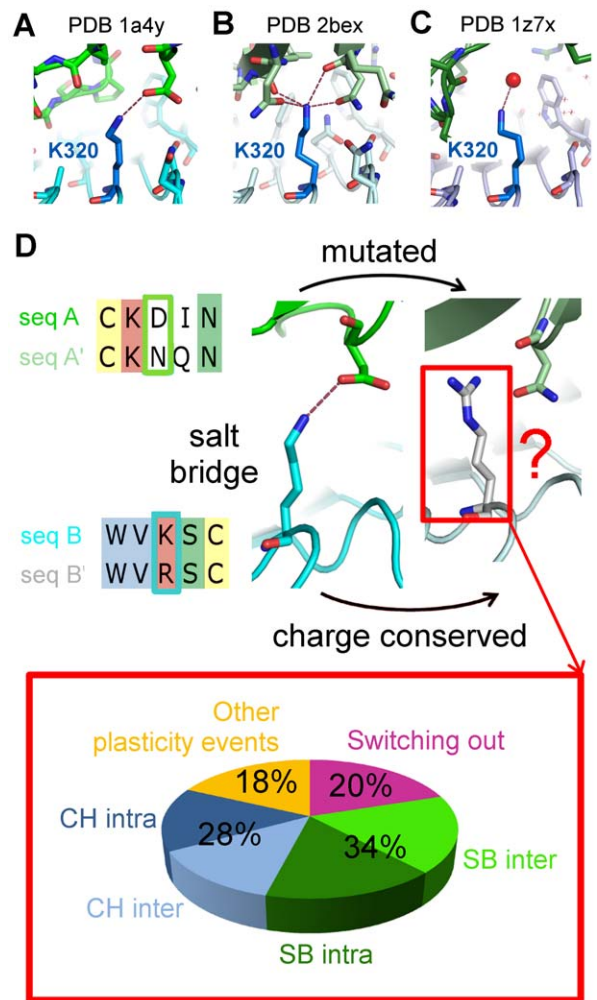 A PDB 1a4y
K320
B PDB 2bex
K320
C PDB 1z7x
K320
D
mutated
seq A C K D I N
seq A' C K N Q N
salt
bridge
?
seq B W V K S C
seq B' W V R S C
charge conserved
Other
plasticity events
Switching out
18%
20%
CH intra
28%
34%
SB inter
CH inter
SB intra